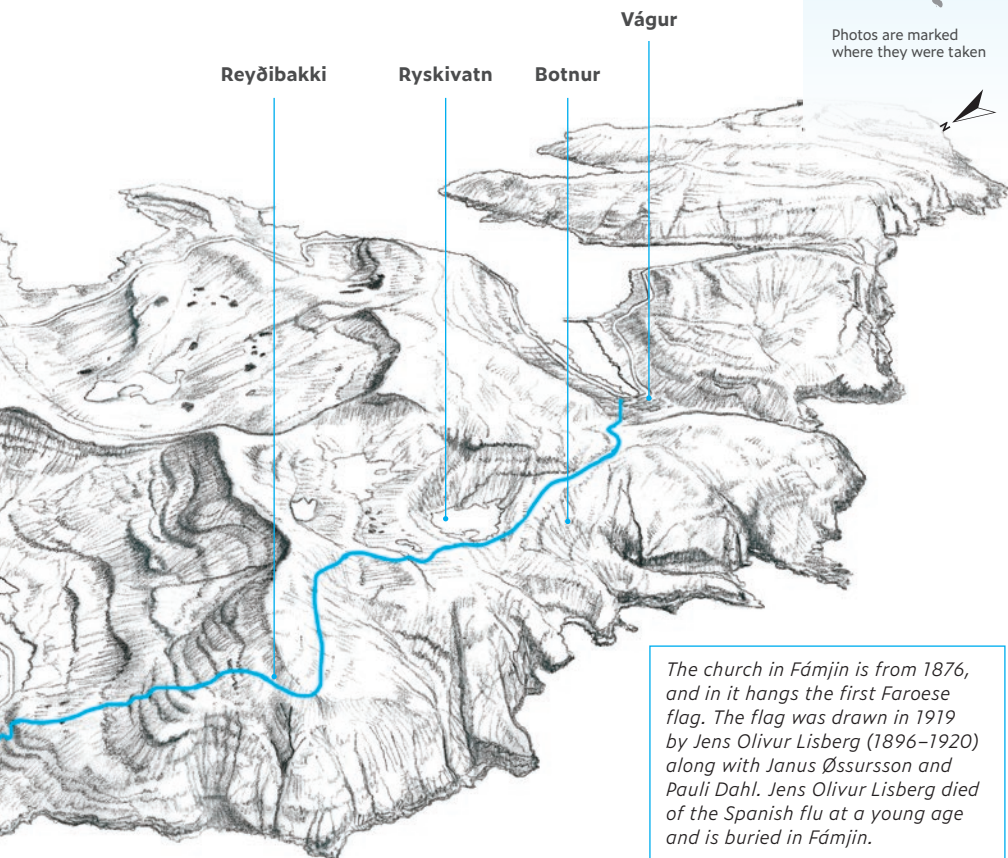 Vágur
Photos are marked
where they were taken
Reyðibakki
Ryskivatn
Botnur
N
The church in Fámjin is from 1876,
and in it hangs the first Faroese
flag. The flag was drawn in 1919
by Jens Olivur Lisberg (1896–1920)
along with Janus Øssursson and
Pauli Dahl. Jens Olivur Lisberg died
of the Spanish flu at a young age
and is buried in Fámjin.